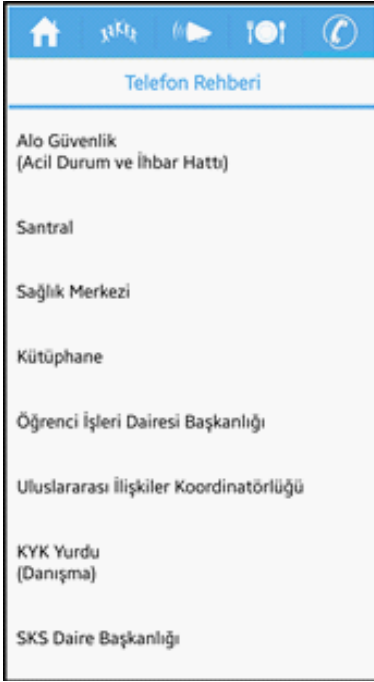 Telefon Rehberi
Alo Güvenlik
(Acil Durum ve İhbar Hattı)
Santral
Sağlık Merkezi
Kütüphane
Öğrenci İşleri Dairesi Başkanlığı
Uluslararası İlişkiler Koordinatörlüğü
KYK Yurdu
(Danışma)
SKS Daire Başkanlığı